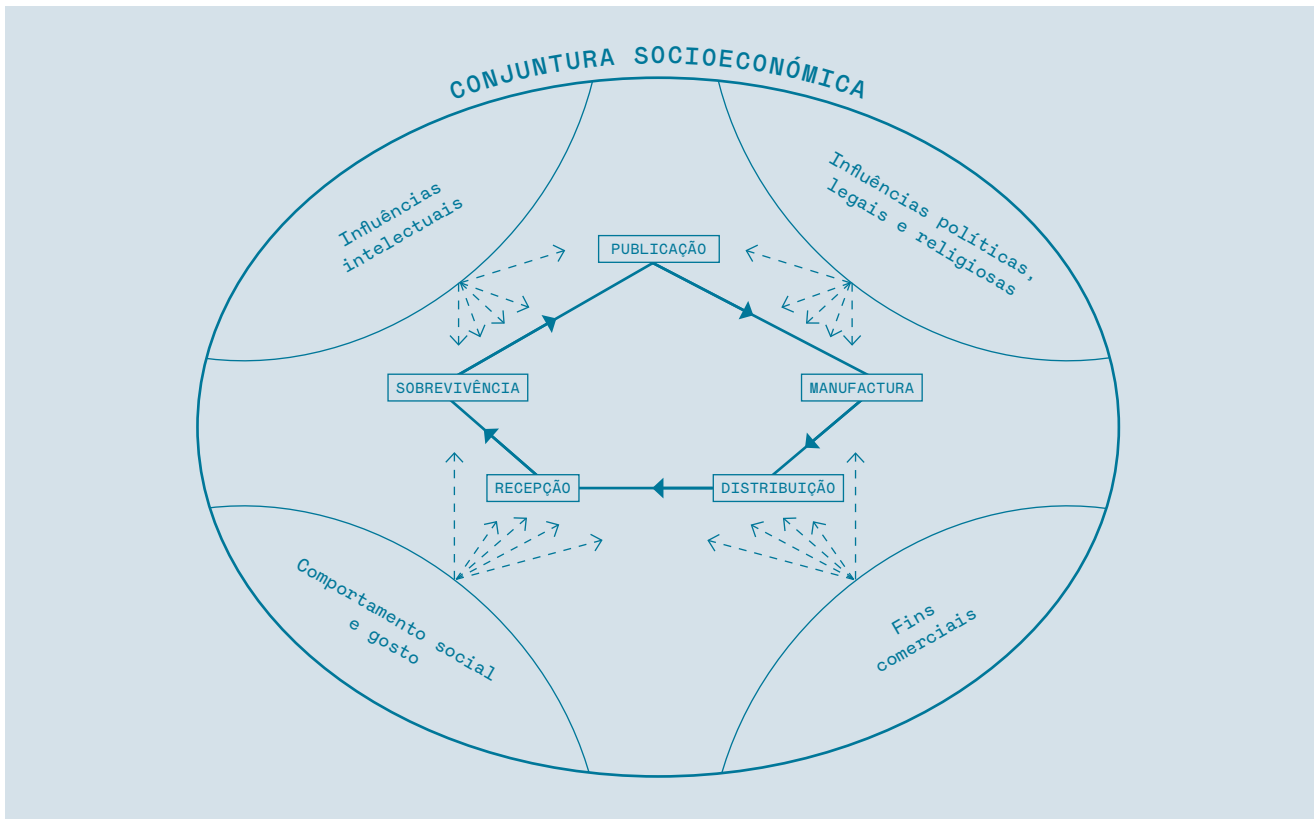 CONJUNTURA SOCIOECONÓMICA
Influências
intelectuais
Influências políticas,
legais e religiosas
PUBLICAÇÃO
SOBREVIVÊNCIA
MANUFACTURA
RECEPÇÃO
DISTRIBUIÇÃO
Comportamento social
e gosto
Fins
comerciais